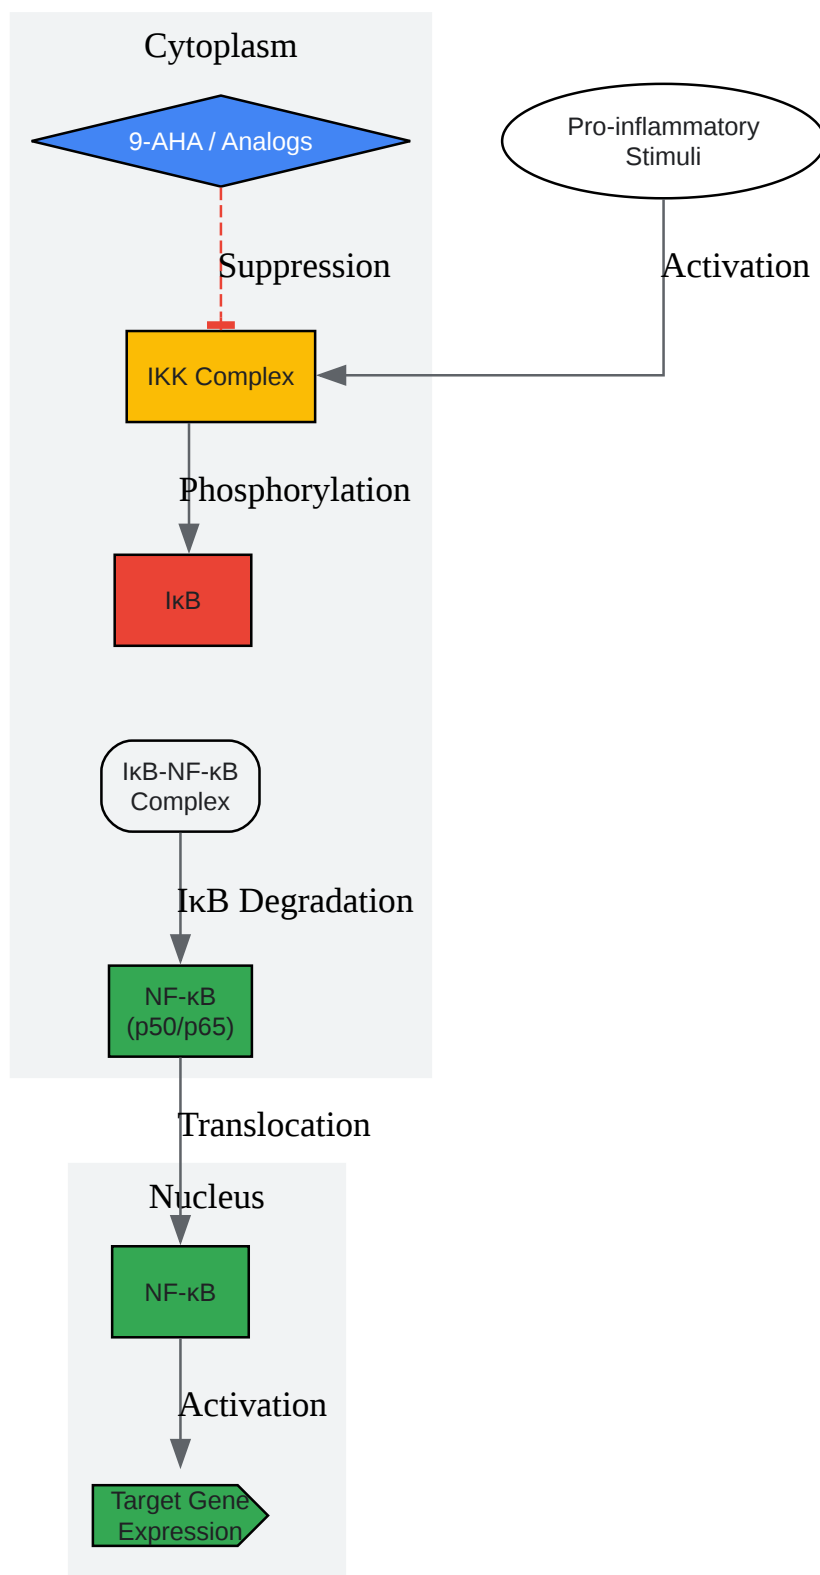 Cytoplasm
9-AHA / Analogs
Pro-inflammatory
Stimuli
Suppression
Activation
IKK Complex
Phosphorylation
IκB
IκB-NF-κB
Complex
IκB Degradation
NF-κB
(p50/p65)
Translocation
Nucleus
NF-κB
Activation
Target Gene
Expression